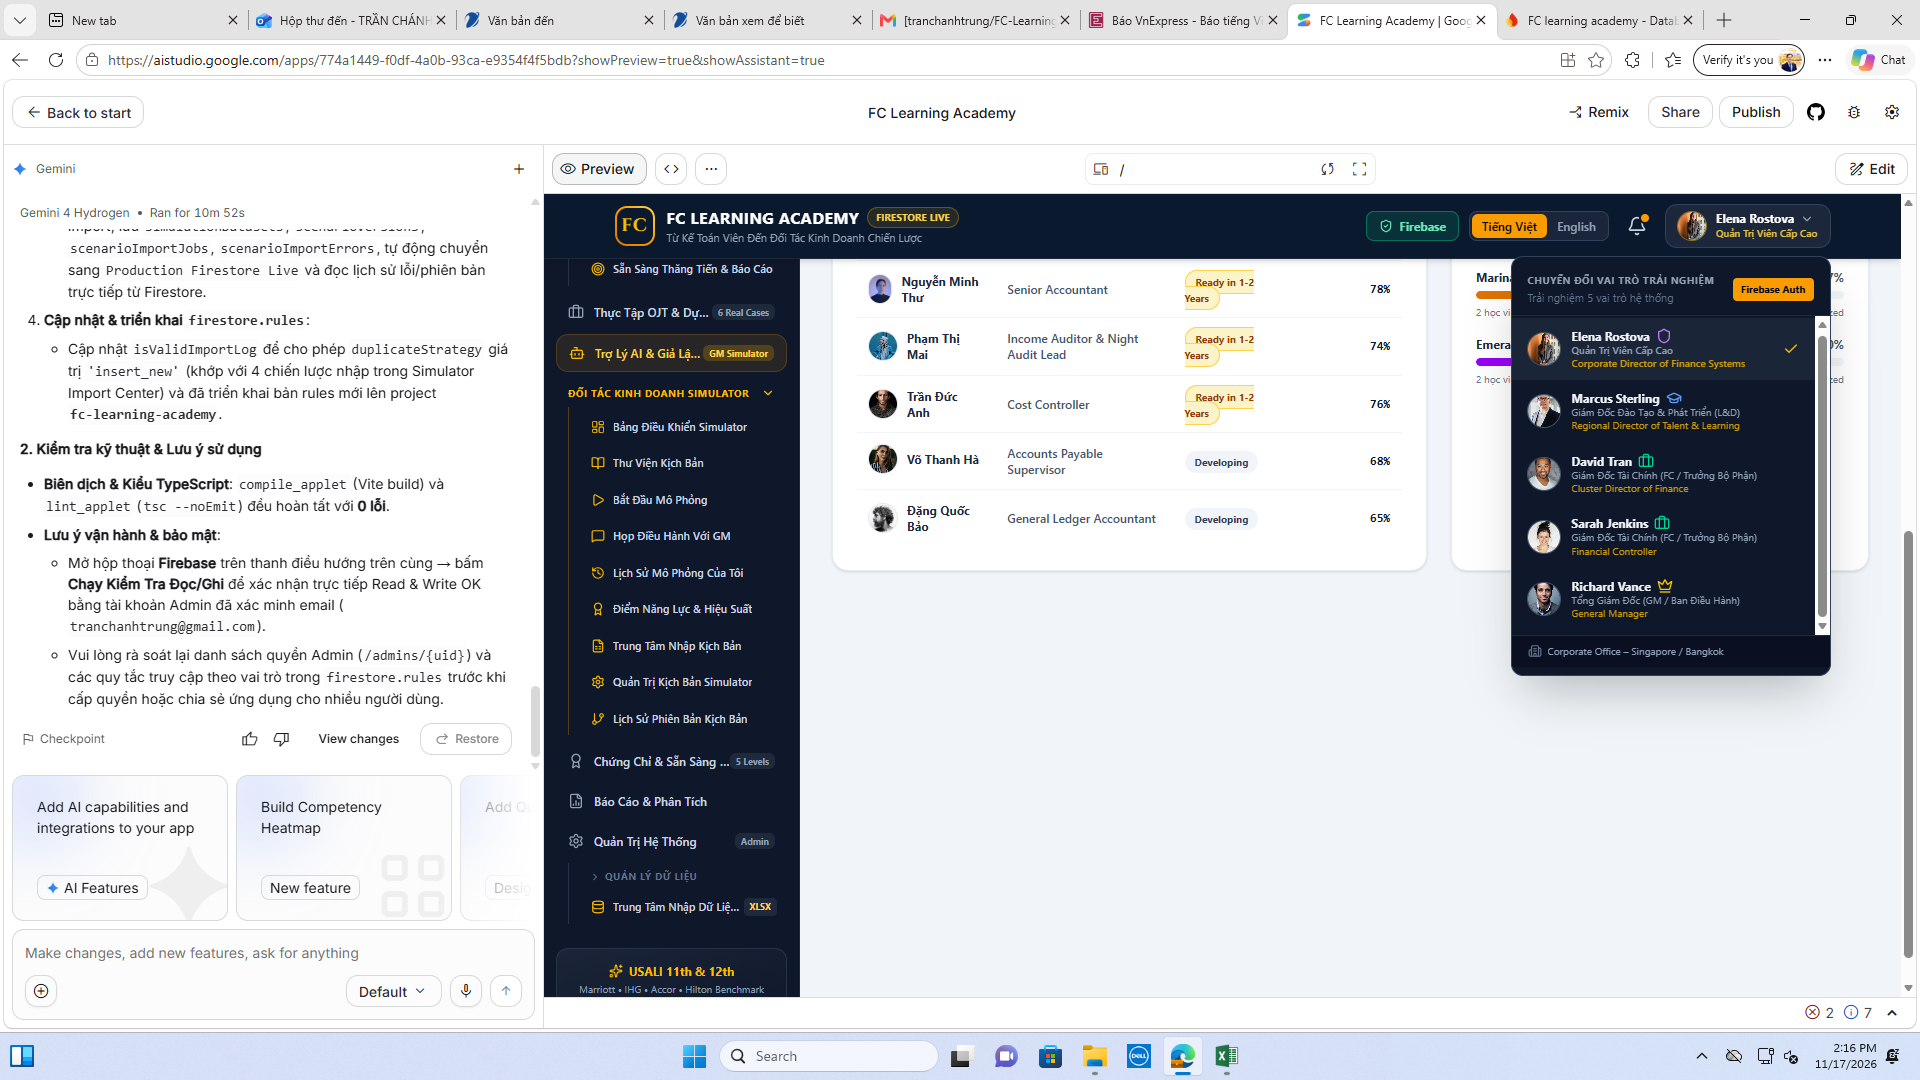 New tab
Hộp thư đến - TRẦN CHÁNH
Văn bản đến
Văn bản xem để biết
[tranchanhtrung/FC-Learning
Báo VnExpress - Báo tiếng Vi
FC Learning Academy | Goog
FC learning academy - Datab
https://aistudio.google.com/apps/774a1449-f0df-4a0b-93ca-e9354f4f5bdb?showPreview=true&showAssistant=true
Verify it's you
Chat
Back to start
FC Learning Academy
Remix
Share
Publish
Gemini
Preview
/
Edit
Gemini 4 Hydrogen • Ran for 10m 52s
scenarioImportJobs, scenarioImportErrors, tự động chuyển
sang Production Firestore Live và đọc lịch sử lỗi/phiên bản
trực tiếp từ Firestore.
4. Cập nhật & triển khai firestore.rules:
Cập nhật isValidImportLog để cho phép duplicateStrategy giá
trị 'insert_new' (khớp với 4 chiến lược nhập trong Simulator
Import Center) và đã triển khai bản rules mới lên project
fc-learning-academy.
2. Kiểm tra kỹ thuật & Lưu ý sử dụng
• Biên dịch & Kiểu TypeScript: compile_applet (Vite build) và
lint_applet (tsc --noEmit) đều hoàn tất với 0 lỗi.
• Lưu ý vận hành & bảo mật:
Mở hộp thoại Firebase trên thanh điều hướng trên cùng → bấm
Chạy Kiểm Tra Đọc/Ghi để xác nhận trực tiếp Read & Write OK
bằng tài khoản Admin đã xác minh email (
tranchanhtrung@gmail.com).
Vui lòng rà soát lại danh sách quyền Admin (/admins/{uid}) và
các quy tắc truy cập theo vai trò trong firestore.rules trước khi
cấp quyền hoặc chia sẻ ứng dụng cho nhiều người dùng.
Checkpoint
View changes
Restore
Add AI capabilities and
integrations to your app
AI Features
Build Competency
Heatmap
New feature
Add Qu
Desig
Make changes, add new features, ask for anything
Default
FC
FC LEARNING ACADEMY
FIRESTORE LIVE
Từ Kế Toán Viên Đến Đối Tác Kinh Doanh Chiến Lược
Firebase
Tiếng Việt
English
Elena Rostova
Quản Trị Viên Cấp Cao
Sẵn Sàng Thăng Tiến & Báo Cáo
Thực Tập OJT & Dự... 6 Real Cases
Trợ Lý AI & Giả Lậ... GM Simulator
ĐỐI TÁC KINH DOANH SIMULATOR
Bảng Điều Khiển Simulator
Thư Viện Kịch Bản
Bắt Đầu Mô Phỏng
Họp Điều Hành Với GM
Lịch Sử Mô Phỏng Của Tôi
Điểm Năng Lực & Hiệu Suất
Trung Tâm Nhập Kịch Bản
Quản Trị Kịch Bản Simulator
Lịch Sử Phiên Bản Kịch Bản
Chứng Chỉ & Sẵn Sàng ... 5 Levels
Báo Cáo & Phân Tích
Quản Trị Hệ Thống Admin
QUẢN LÝ DỮ LIỆU
Trung Tâm Nhập Dữ Liệ... XLSX
USALI 11th & 12th
Marriott • IHG • Accor • Hilton Benchmark
Nguyễn Minh Thư Senior Accountant Ready in 1-2 Years 78%
Phạm Thị Mai Income Auditor & Night Audit Lead Ready in 1-2 Years 74%
Trần Đức Anh Cost Controller Ready in 1-2 Years 76%
Võ Thanh Hà Accounts Payable Supervisor Developing 68%
Đặng Quốc Bảo General Ledger Accountant Developing 65%
Marina
7%
2 học vi
zed
Emera
0%
2 học vi
zed
CHUYỂN ĐỔI VAI TRÒ TRẢI NGHIỆM
Trải nghiệm 5 vai trò hệ thống
Firebase Auth
Elena Rostova
Quản Trị Viên Cấp Cao
Corporate Director of Finance Systems
Marcus Sterling
Giám Đốc Đào Tạo & Phát Triển (L&D)
Regional Director of Talent & Learning
David Tran
Giám Đốc Tài Chính (FC / Trưởng Bộ Phận)
Cluster Director of Finance
Sarah Jenkins
Giám Đốc Tài Chính (FC / Trưởng Bộ Phận)
Financial Controller
Richard Vance
Tổng Giám Đốc (GM / Ban Điều Hành)
General Manager
Corporate Office – Singapore / Bangkok
2
7
Search
DELL
2:16 PM
11/17/2026